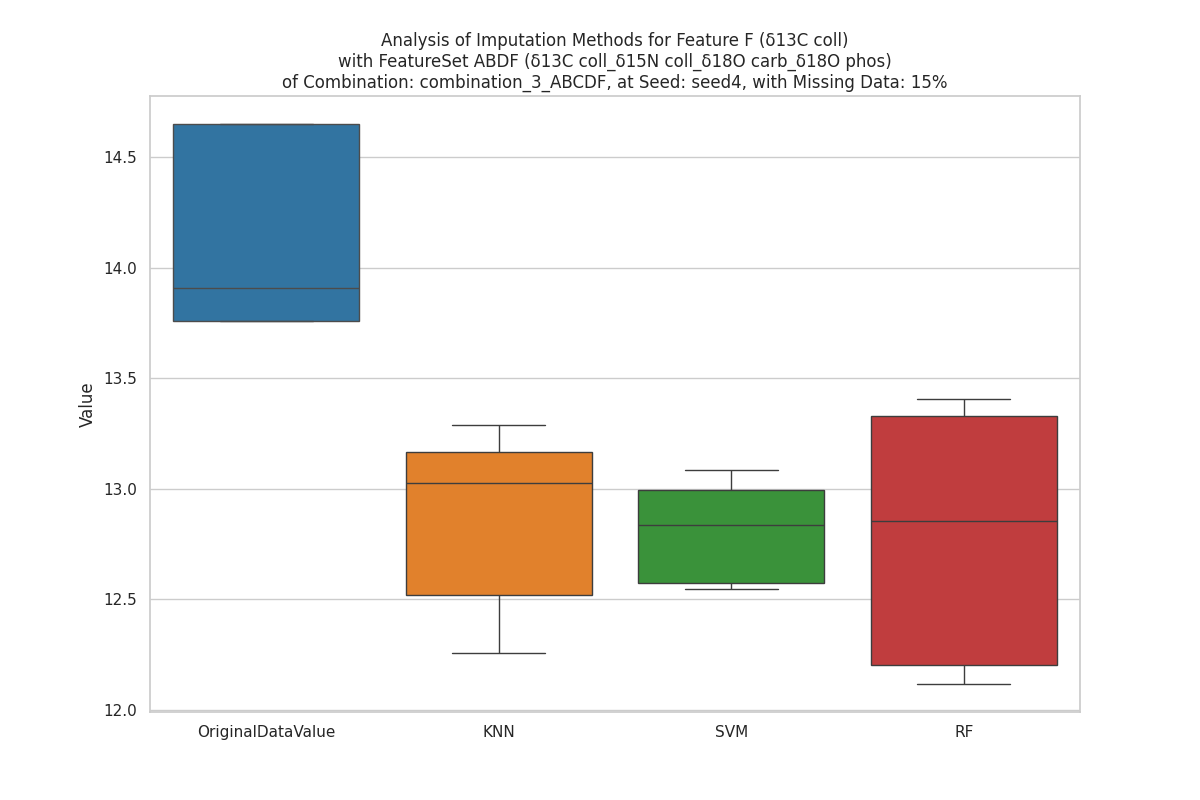 Analysis of Imputation Methods for Feature F (δ13C coll)
with FeatureSet ABDF (δ13C coll_δ15N coll_δ18O carb_δ18O phos)
of Combination: combination_3_ABCDF, at Seed: seed4, with Missing Data: 15%
14.5
14.0
13.5
13.0
12.5
12.0
Value
OriginalDataValue
KNN
SVM
RF